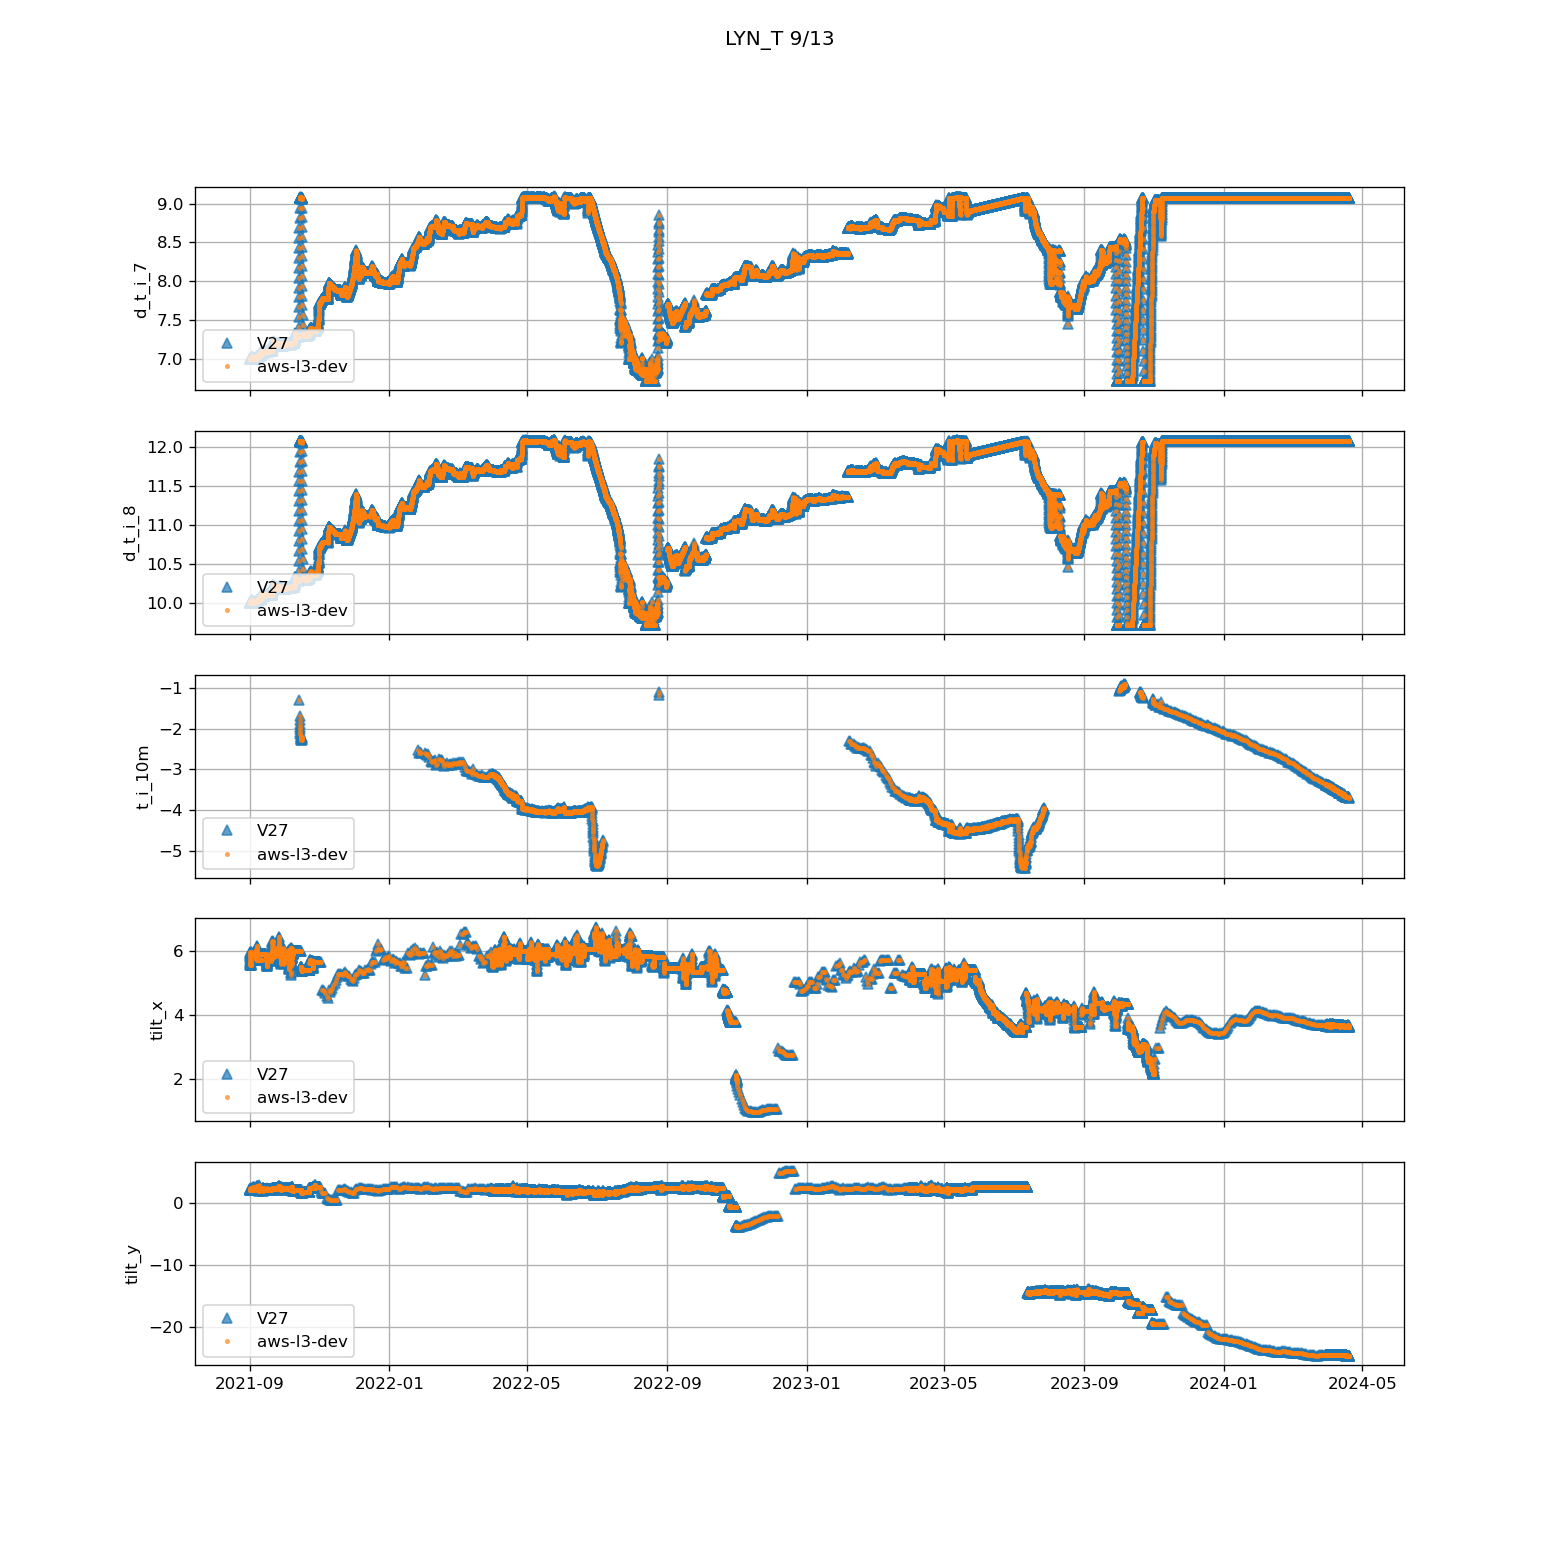 LYN_T 9/13
9.0
8.5
8.0
7.5
7.0
d_t_i_7
V27
aws-l3-dev
12.0
11.5
11.0
10.5
10.0
d_t_i_8
V27
aws-l3-dev
−1
−2
−3
−4
−5
t_i_10m
V27
aws-l3-dev
6
4
2
tilt_x
V27
aws-l3-dev
0
−10
−20
tilt_y
V27
aws-l3-dev
2021-09 2022-01 2022-05 2022-09 2023-01 2023-05 2023-09 2024-01 2024-05